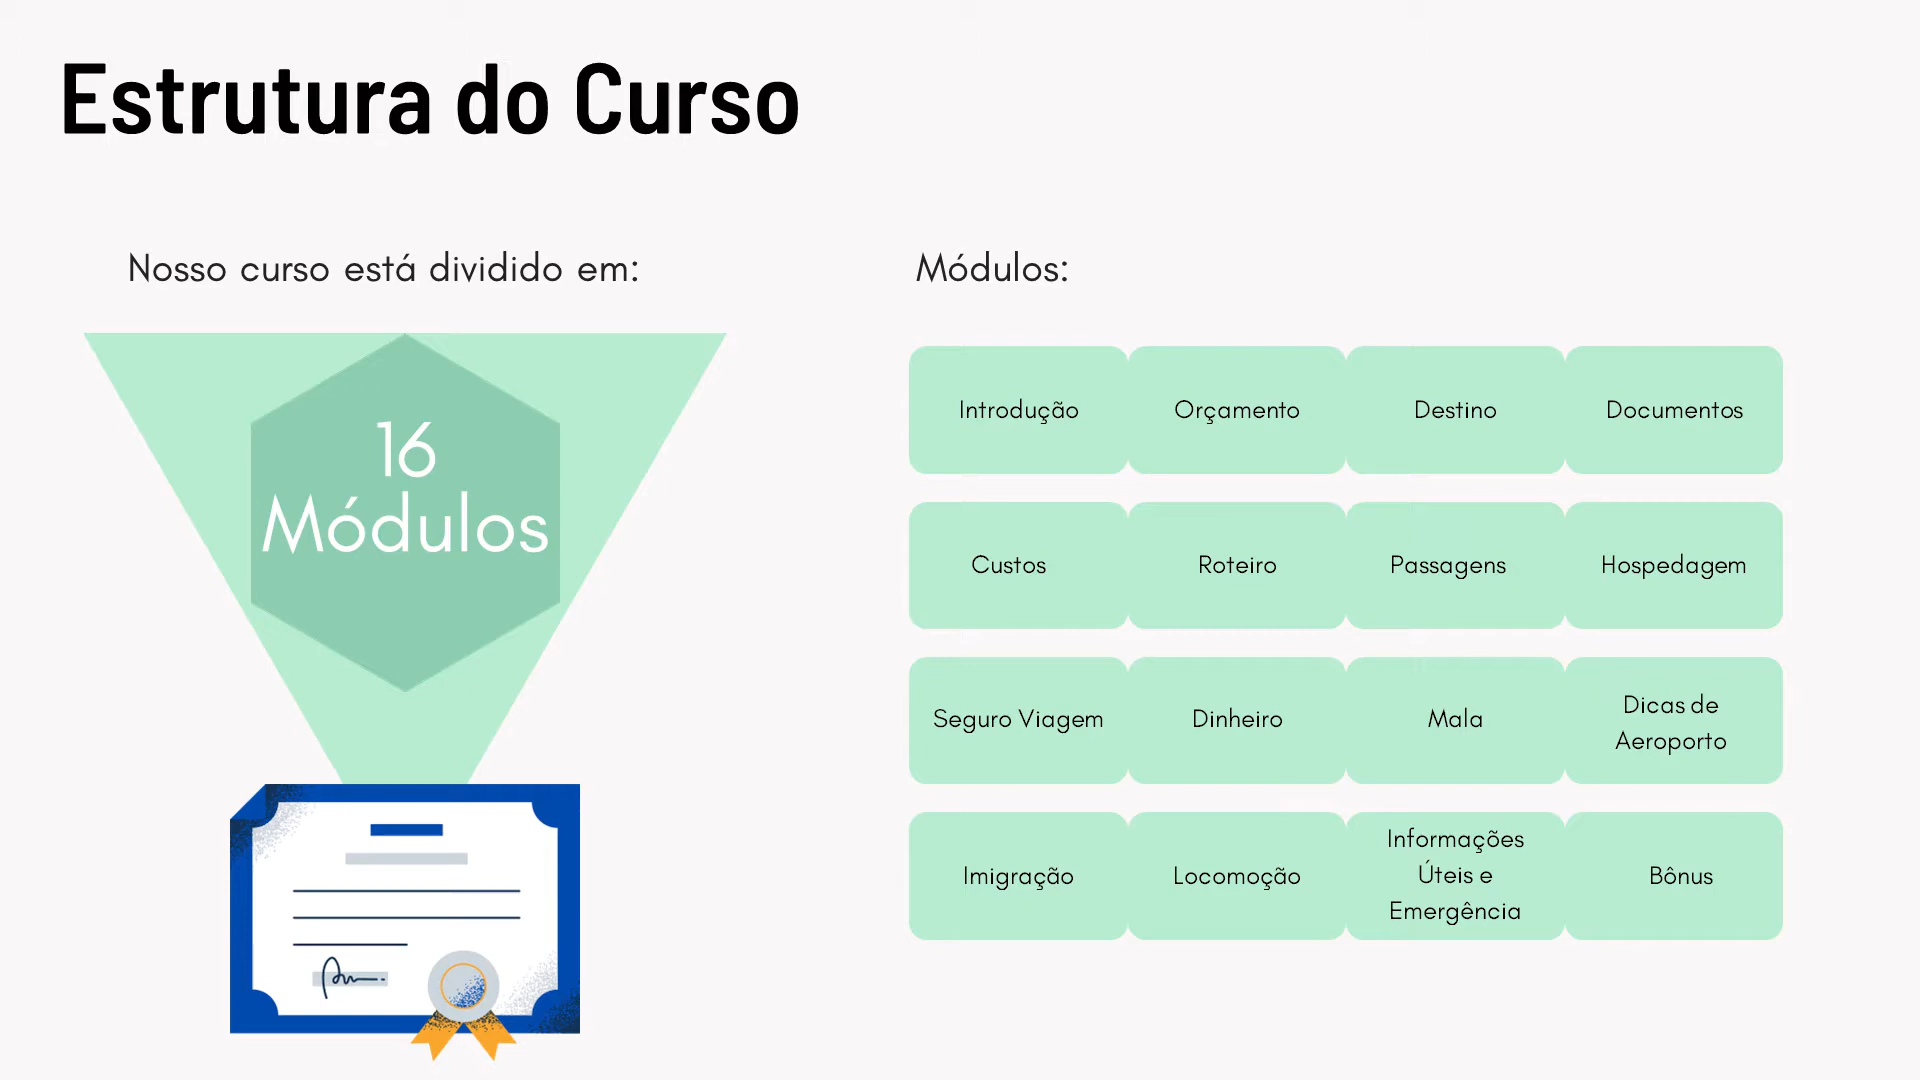 Estrutura do Curso
Nosso curso está dividido em:
16
Módulos
Módulos:
Introdução
Orçamento
Destino
Documentos
Custos
Roteiro
Passagens
Hospedagem
Seguro Viagem
Dinheiro
Mala
Dicas de
Aeroporto
Imigração
Locomoção
Informações
Úteis e
Emergência
Bônus